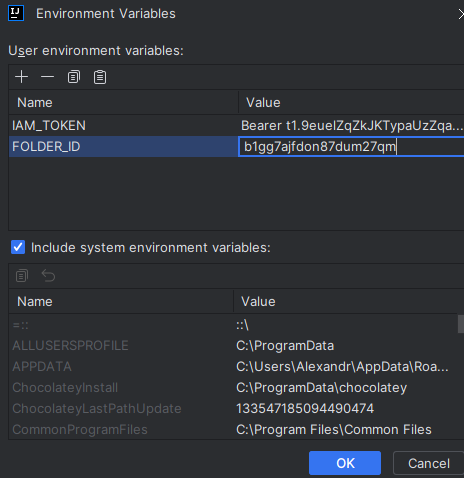 IJ Environment Variables
User environment variables:
Name Value
IAM_TOKEN Bearer t1.9euelZqZkJKTypaUzZqa...
FOLDER_ID b1gg7ajfdon87dum27qm
Include system environment variables:
Name Value
=:: ::\
ALLUSERSPROFILE C:\ProgramData
APPDATA C:\Users\Alexandr\AppData\Roa...
ChocolateyInstall C:\ProgramData\chocolatey
ChocolateyLastPathUpdate 133547185094490474
CommonProgramFiles C:\Program Files\Common Files
OK Cancel